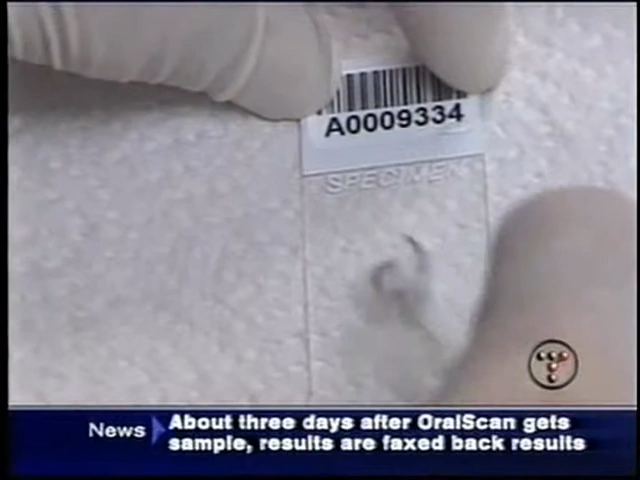 A0009334
SPECIMEN
News
About three days after OralScan gets
sample, results are faxed back results